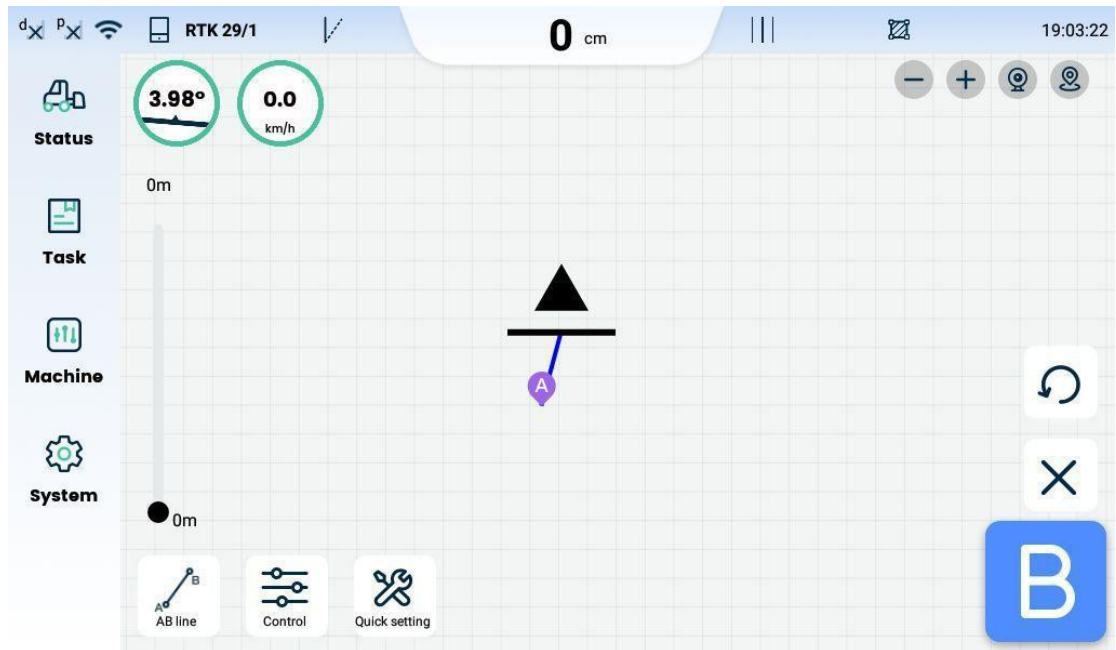 d P RTK 29/1 0 cm 19:03:22
3.98° 0.0
km/h
Status
0m
Task
Machine
A
System
0m
B
A
AB line Control Quick setting
B